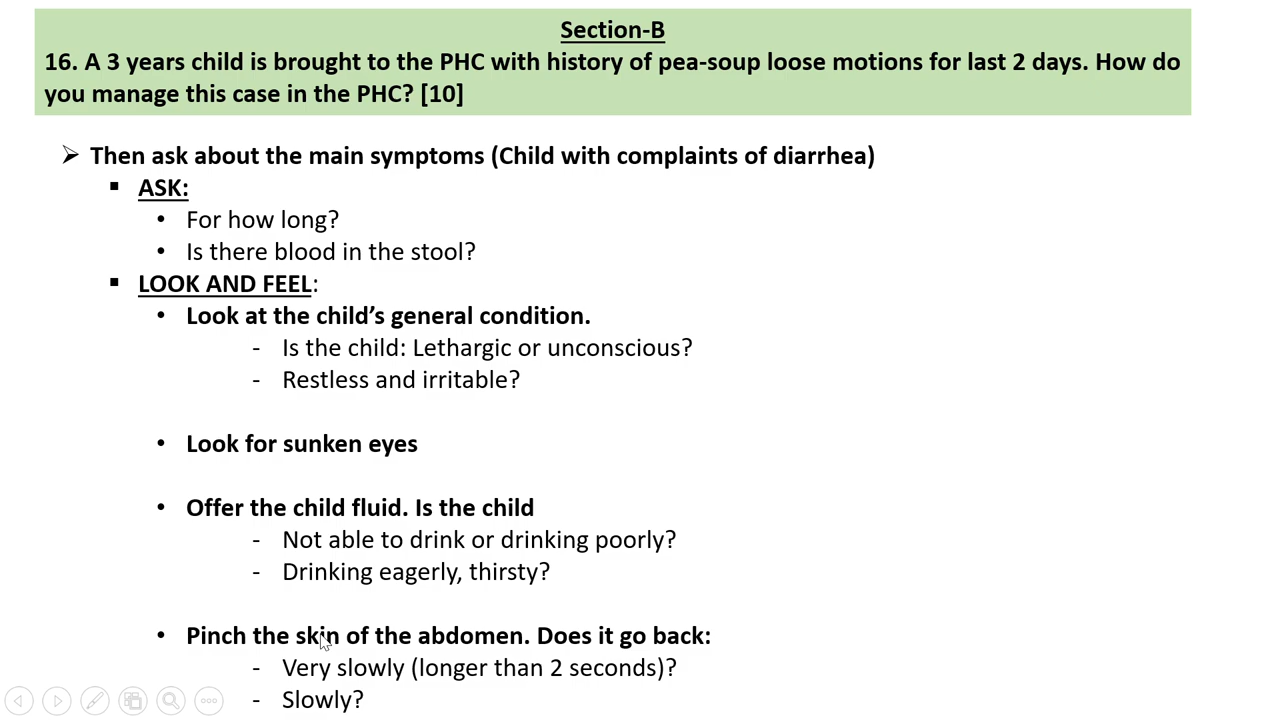 Section-B
16. A 3 years child is brought to the PHC with history of pea-soup loose motions for last 2 days. How do
you manage this case in the PHC? [10]
➢ Then ask about the main symptoms (Child with complaints of diarrhea)
▪ ASK:
• For how long?
• Is there blood in the stool?
▪ LOOK AND FEEL:
• Look at the child’s general condition.
- Is the child: Lethargic or unconscious?
- Restless and irritable?
• Look for sunken eyes
• Offer the child fluid. Is the child
- Not able to drink or drinking poorly?
- Drinking eagerly, thirsty?
• Pinch the skin of the abdomen. Does it go back:
- Very slowly (longer than 2 seconds)?
- Slowly?